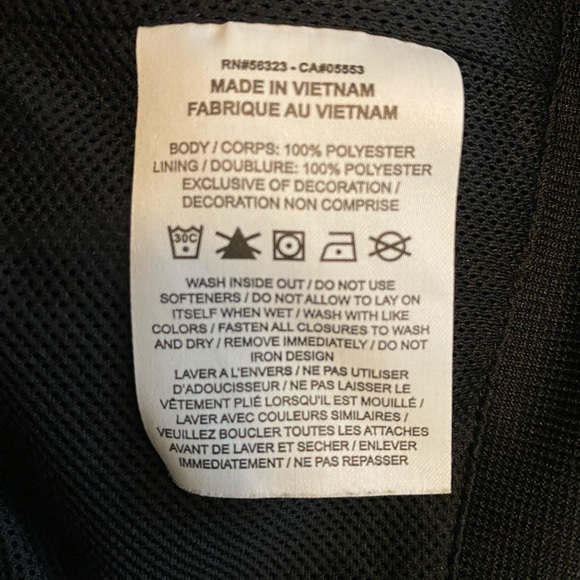 RN#56323 - CA#05553
MADE IN VIETNAM
FABRIQUE AU VIETNAM
BODY / CORPS: 100% POLYESTER
LINING / DOUBLURE: 100% POLYESTER
EXCLUSIVE OF DECORATION /
DECORATION NON COMPRISE
30C
WASH INSIDE OUT / DO NOT USE
SOFTENERS / DO NOT ALLOW TO LAY ON
ITSELF WHEN WET / WASH WITH LIKE
COLORS / FASTEN ALL CLOSURES TO WASH
AND DRY / REMOVE IMMEDIATELY / DO NOT
IRON DESIGN
LAVER A L'ENVERS / NE PAS UTILISER
D'ADOUCISSEUR / NE PAS LAISSER LE
VÊTEMENT PLIÉ LORSQU'IL EST MOUILLÉ /
LAVER AVEC COULEURS SIMILAIRES /
VEUILLEZ BOUCLER TOUTES LES ATTACHES
AVANT DE LAVER ET SECHER / ENLEVER
IMMEDIATEMENT / NE PAS REPASSER